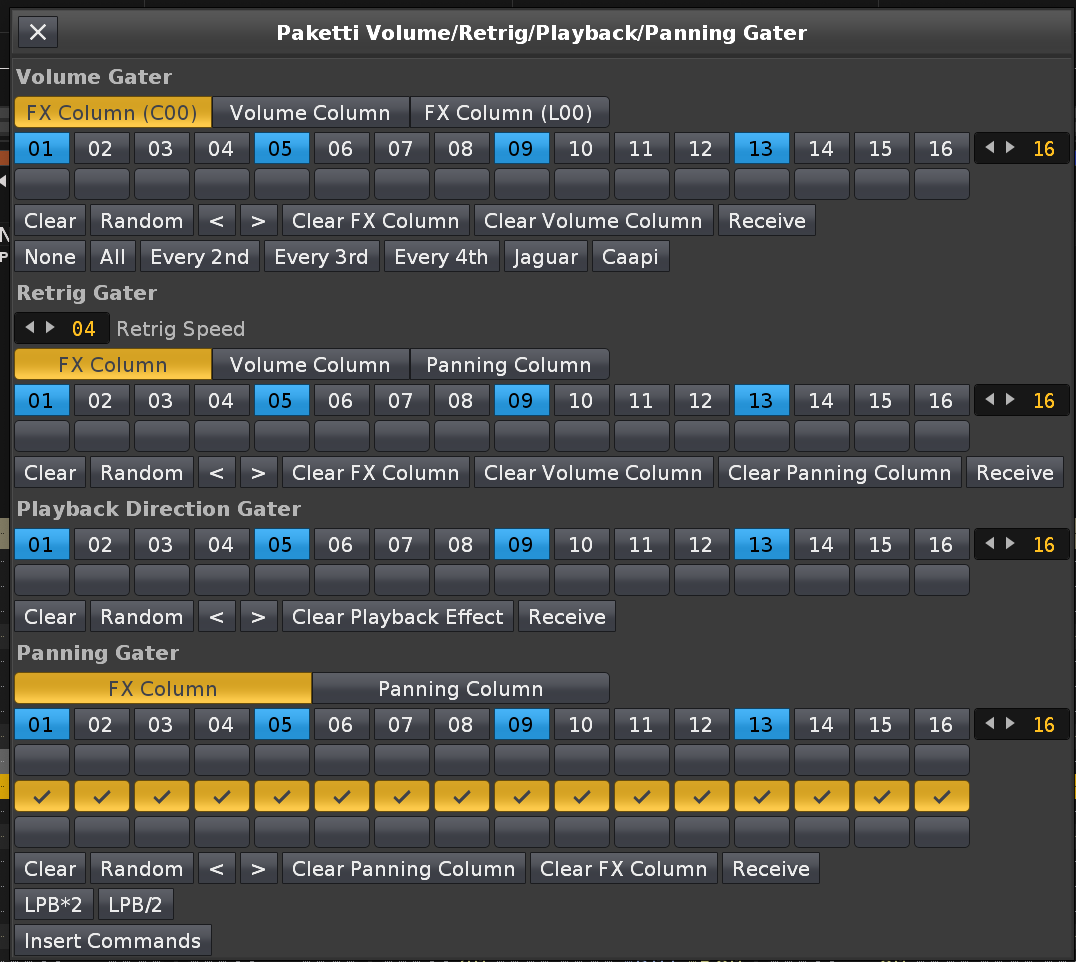 Paketti Volume/Retrig/Playback/Panning Gater
Volume Gater
FX Column (C00) Volume Column FX Column (L00)
01 02 03 04 05 06 07 08 09 10 11 12 13 14 15 16 16
Clear Random < > Clear FX Column Clear Volume Column Receive
None All Every 2nd Every 3rd Every 4th Jaguar Caapi
Retrig Gater
04 Retrig Speed
FX Column Volume Column Panning Column
01 02 03 04 05 06 07 08 09 10 11 12 13 14 15 16 16
Clear Random < > Clear FX Column Clear Volume Column Clear Panning Column Receive
Playback Direction Gater
01 02 03 04 05 06 07 08 09 10 11 12 13 14 15 16 16
Clear Random < > Clear Playback Effect Receive
Panning Gater
FX Column Panning Column
01 02 03 04 05 06 07 08 09 10 11 12 13 14 15 16 16
Clear Random < > Clear Panning Column Clear FX Column Receive
LPB*2 LPB/2
Insert Commands